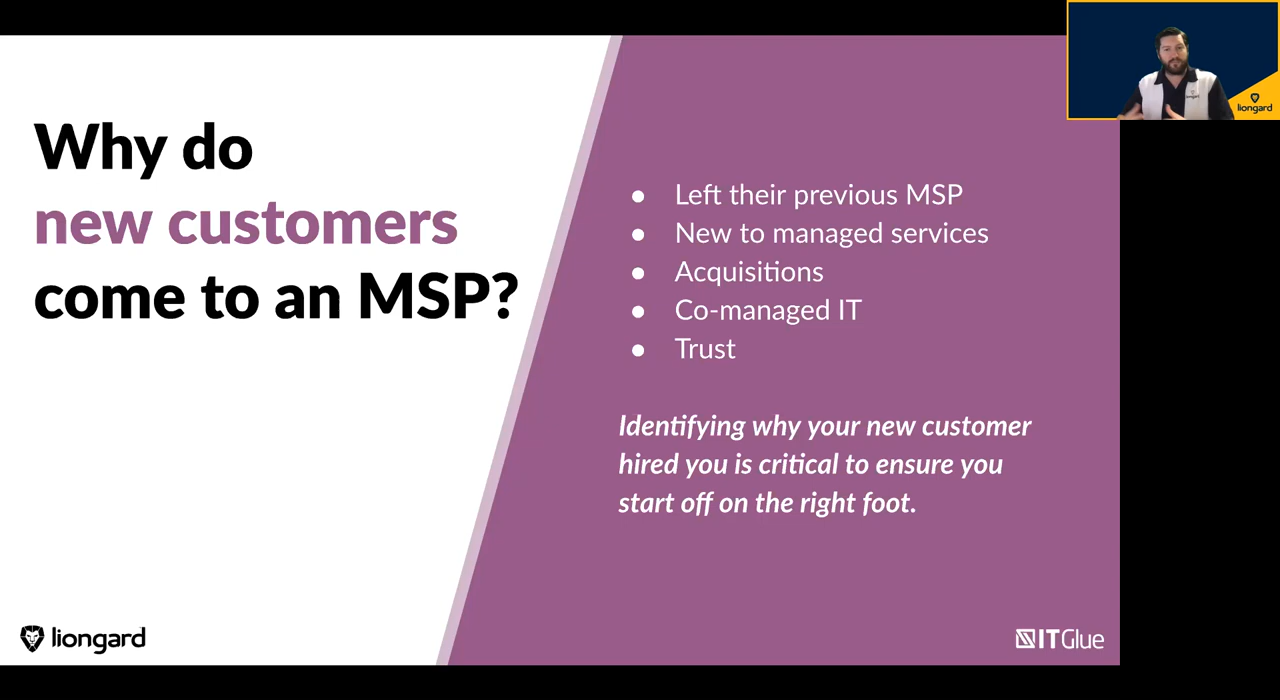 Why do
new customers
come to an MSP?
● Left their previous MSP
● New to managed services
● Acquisitions
● Co-managed IT
● Trust
Identifying why your new customer
hired you is critical to ensure you
start off on the right foot.
liongard
ITGlue
liongard
liongard